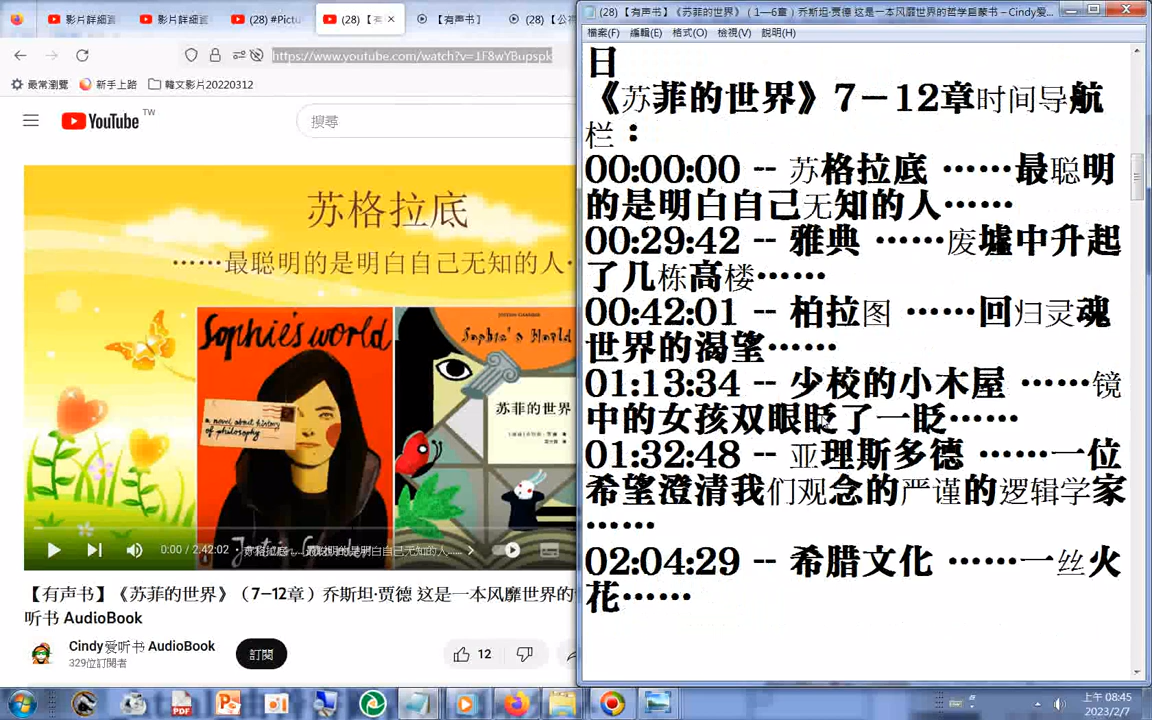 影片詳細資
影片詳細資
(28) #Pictu
(28) 【有
【有声书】
(28) 【公
https://www.youtube.com/watch?v=1F8wYBupspk
最常瀏覽
新手上路
韓文影片20220312
YouTube
TW
搜尋
苏格拉底
……最聪明的是明白自己无知的人
Sophie's world
a novel about history
of philosophy
Sophie's World
苏菲的世界
0:00 / 2:42:02
【有声书】《苏菲的世界》（7—12章）乔斯坦·贾德 这是一本风靡世界的
听书 AudioBook
Cindy爱听书 AudioBook
329位訂閱者
訂閱
12
(28) 【有声书】《苏菲的世界》（1—6章）乔斯坦·贾德 这是一本风靡世界的哲学启蒙书 – Cindy爱...
檔案(F) 編輯(E) 格式(O) 檢視(V) 說明(H)
日
《苏菲的世界》7－12章时间导航
栏：
00:00:00 -- 苏格拉底 ……最聪明
的是明白自己无知的人……
00:29:42 -- 雅典 ……废墟中升起
了几栋高楼……
00:42:01 -- 柏拉图 ……回归灵魂
世界的渴望……
01:13:34 -- 少校的小木屋 ……镜
中的女孩双眼眨了一眨……
01:32:48 -- 亚理斯多德 ……一位
希望澄清我们观念的严谨的逻辑学家
……
02:04:29 -- 希腊文化 ……一丝火
花……
PDF
上午 08:45
2023/2/7